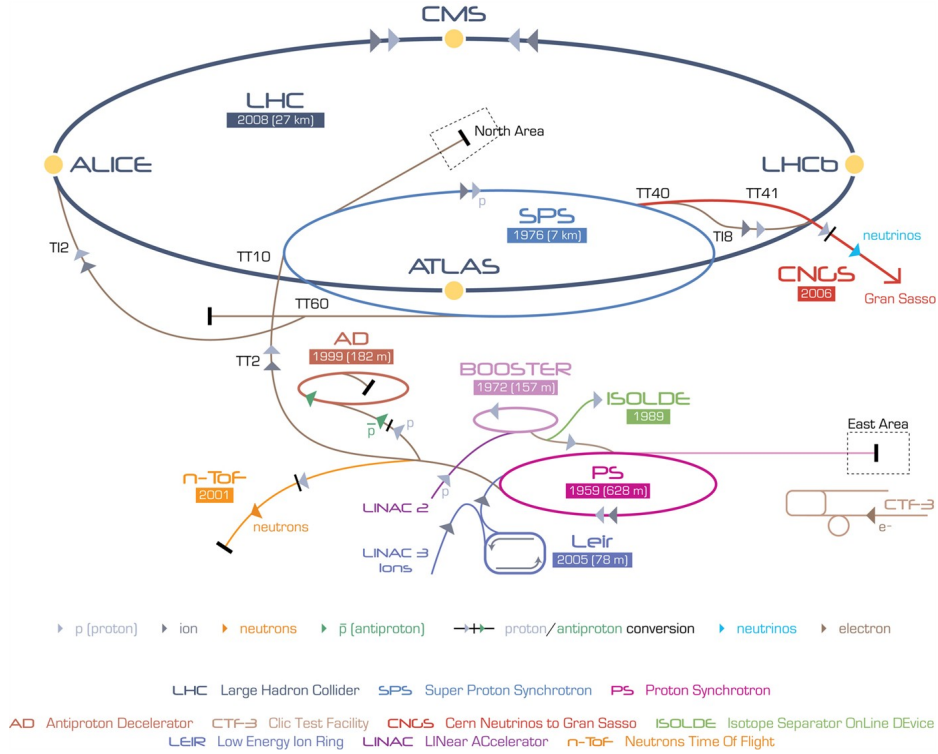 CMS
LHC
2008 (27 km)
North Area
ALICE
LHCb
TT40
TT41
p
SPS
1976 (7 km)
TI8
neutrinos
TI2
TT10
ATLAS
CNGS
2006
Gran Sasso
TT60
AD
1999 (182 m)
TT2
BOOSTER
1972 (157 m)
ISOLDE
1989
p̄
p
East Area
n-ToF
2001
PS
1959 (628 m)
LINAC 2
p
neutrons
CTF-3
e-
LINAC 3
Ions
Leir
2005 (78 m)
p (proton) ion neutrons p̄ (antiproton) proton/antiproton conversion neutrinos electron
LHC Large Hadron Collider SPS Super Proton Synchrotron PS Proton Synchrotron
AD Antiproton Decelerator CTF-3 Clic Test Facility CNGS Cern Neutrinos to Gran Sasso ISOLDE Isotope Separator OnLine DEvice
LEIR Low Energy Ion Ring LINAC LINear ACcelerator n-ToF Neutrons Time Of Flight